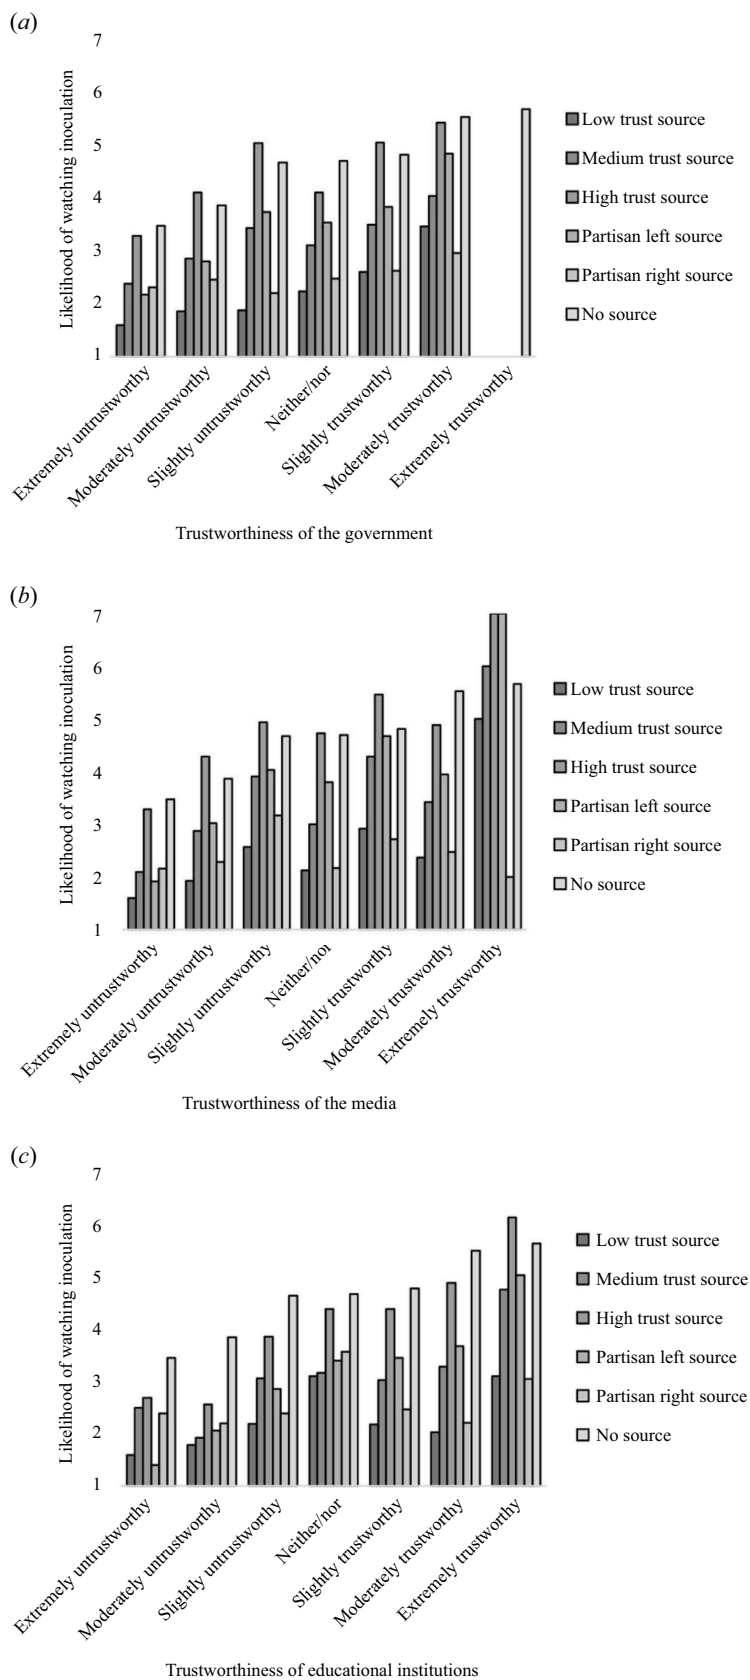 (a)
7
6
5
4
3
2
1
Likelihood of watching inoculation
Low trust source
Medium trust source
High trust source
Partisan left source
Partisan right source
No source
Extremely untrustworthy
Moderately untrustworthy
Slightly untrustworthy
Neither/nor
Slightly trustworthy
Moderately trustworthy
Extremely trustworthy
Trustworthiness of the government
(b)
7
6
5
4
3
2
1
Likelihood of watching inoculation
Low trust source
Medium trust source
High trust source
Partisan left source
Partisan right source
No source
Extremely untrustworthy
Moderately untrustworthy
Slightly untrustworthy
Neither/nor
Slightly trustworthy
Moderately trustworthy
Extremely trustworthy
Trustworthiness of the media
(c)
7
6
5
4
3
2
1
Likelihood of watching inoculation
Low trust source
Medium trust source
High trust source
Partisan left source
Partisan right source
No source
Extremely untrustworthy
Moderately untrustworthy
Slightly untrustworthy
Neither/nor
Slightly trustworthy
Moderately trustworthy
Extremely trustworthy
Trustworthiness of educational institutions